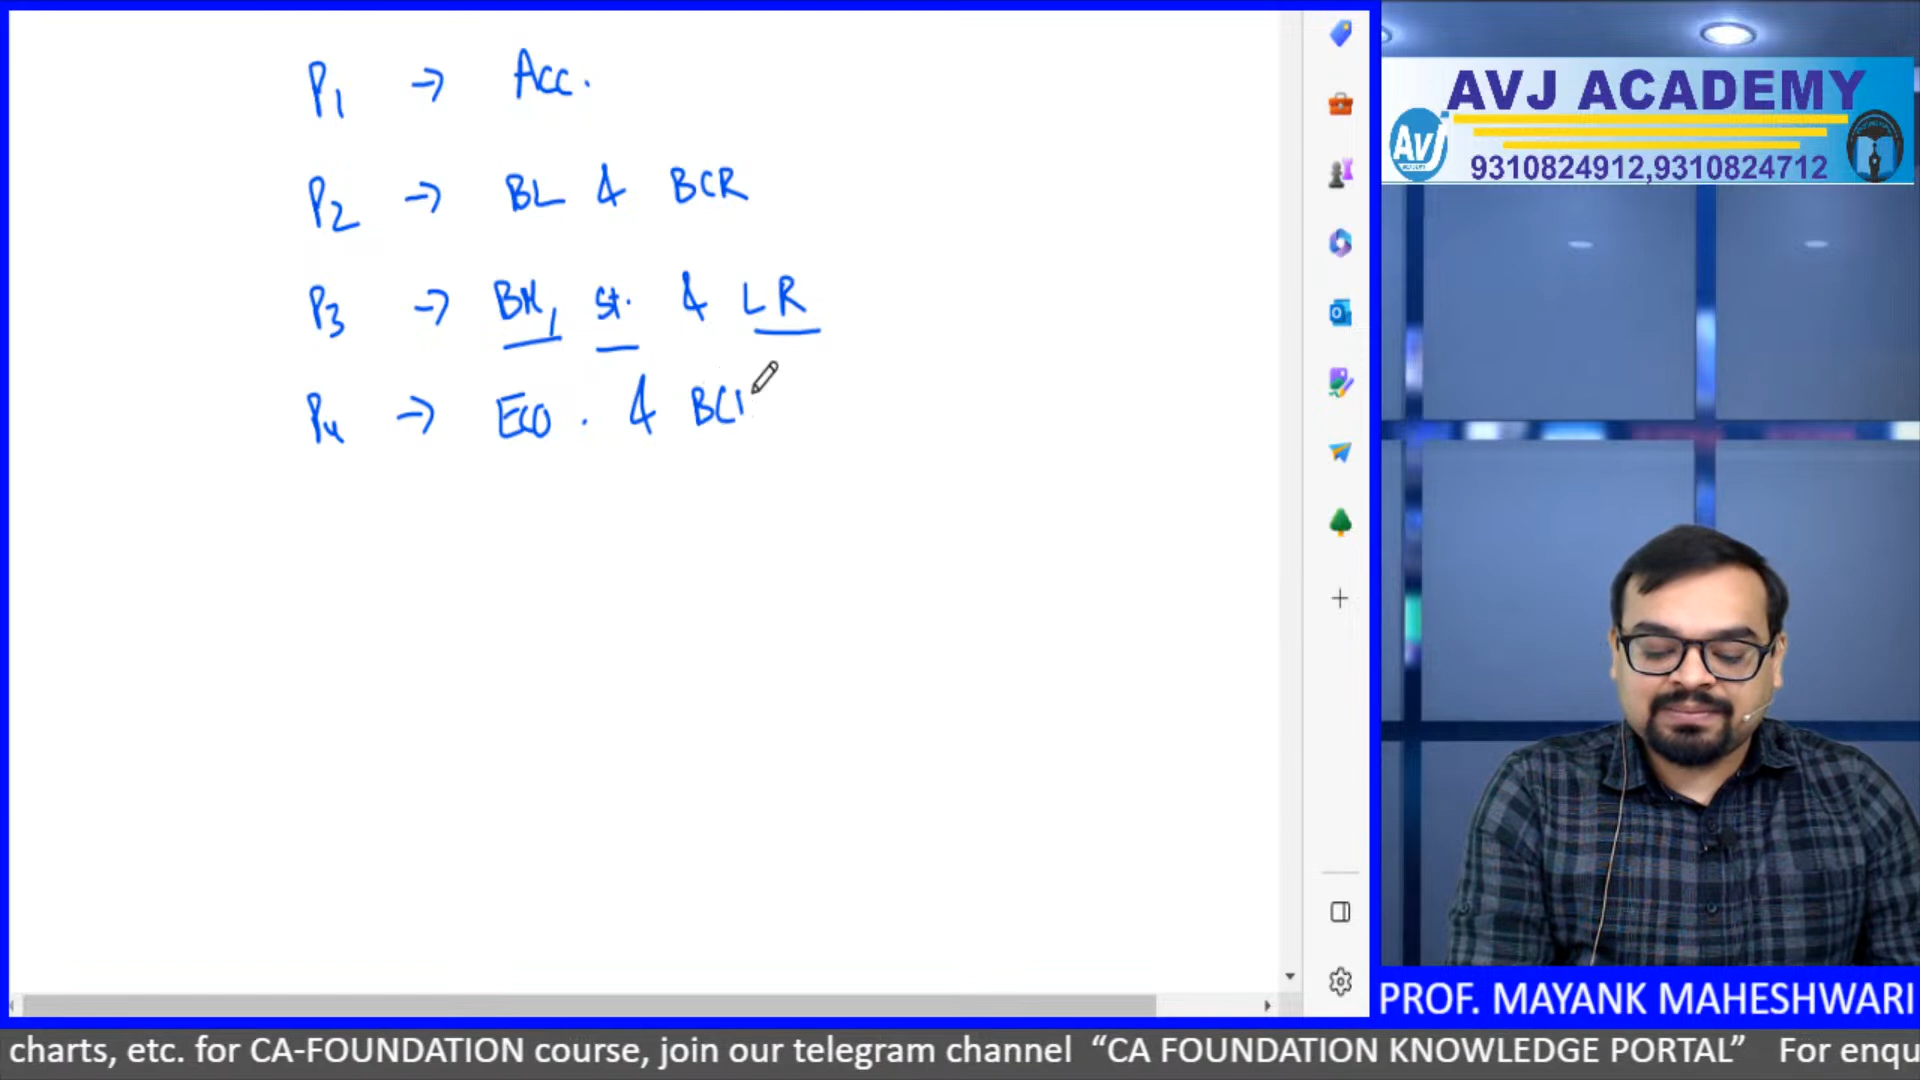 P1 → Acc.
P2 → BL & BCR
P3 → BM, St. & LR
P4 → Eco. & BCI
AVJ ACADEMY
AVJ
9310824912,9310824712
PROF. MAYANK MAHESHWARI
charts, etc. for CA-FOUNDATION course, join our telegram channel “CA FOUNDATION KNOWLEDGE PORTAL” For enqu